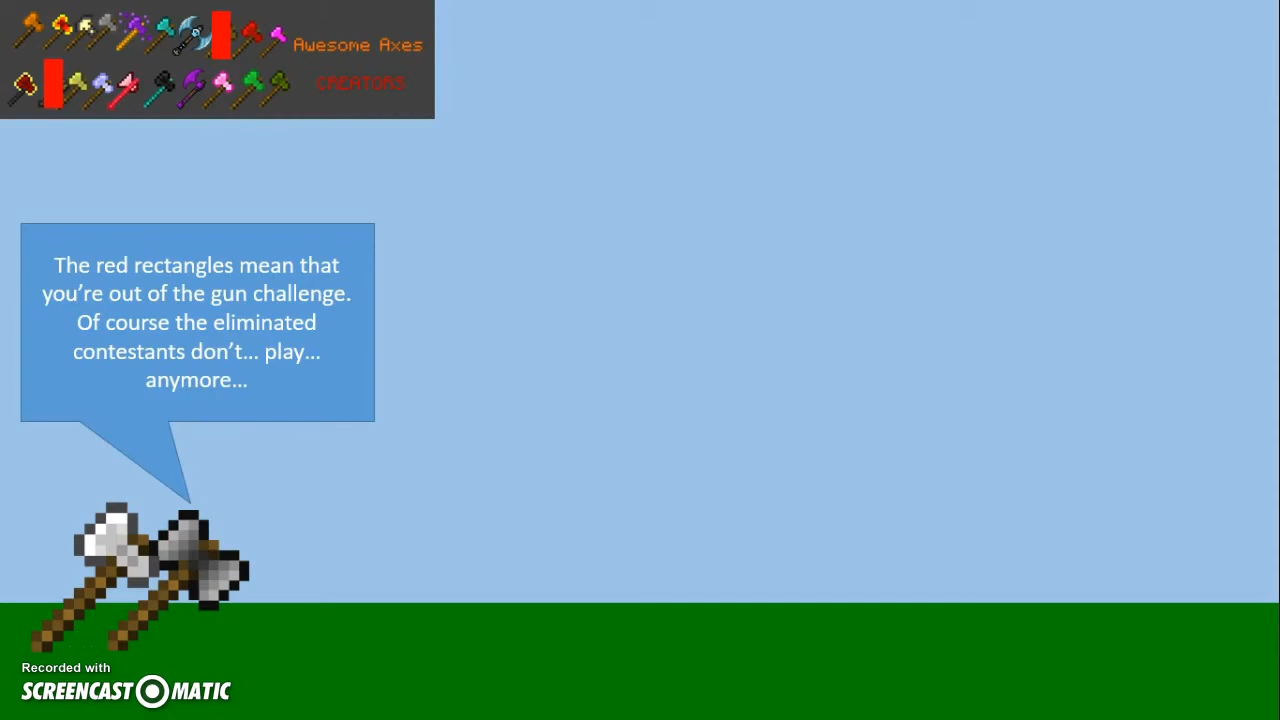 Awesome Axes
CREATORS
The red rectangles mean that
you’re out of the gun challenge.
Of course the eliminated
contestants don’t… play…
anymore…
Recorded with
SCREENCAST MATIC